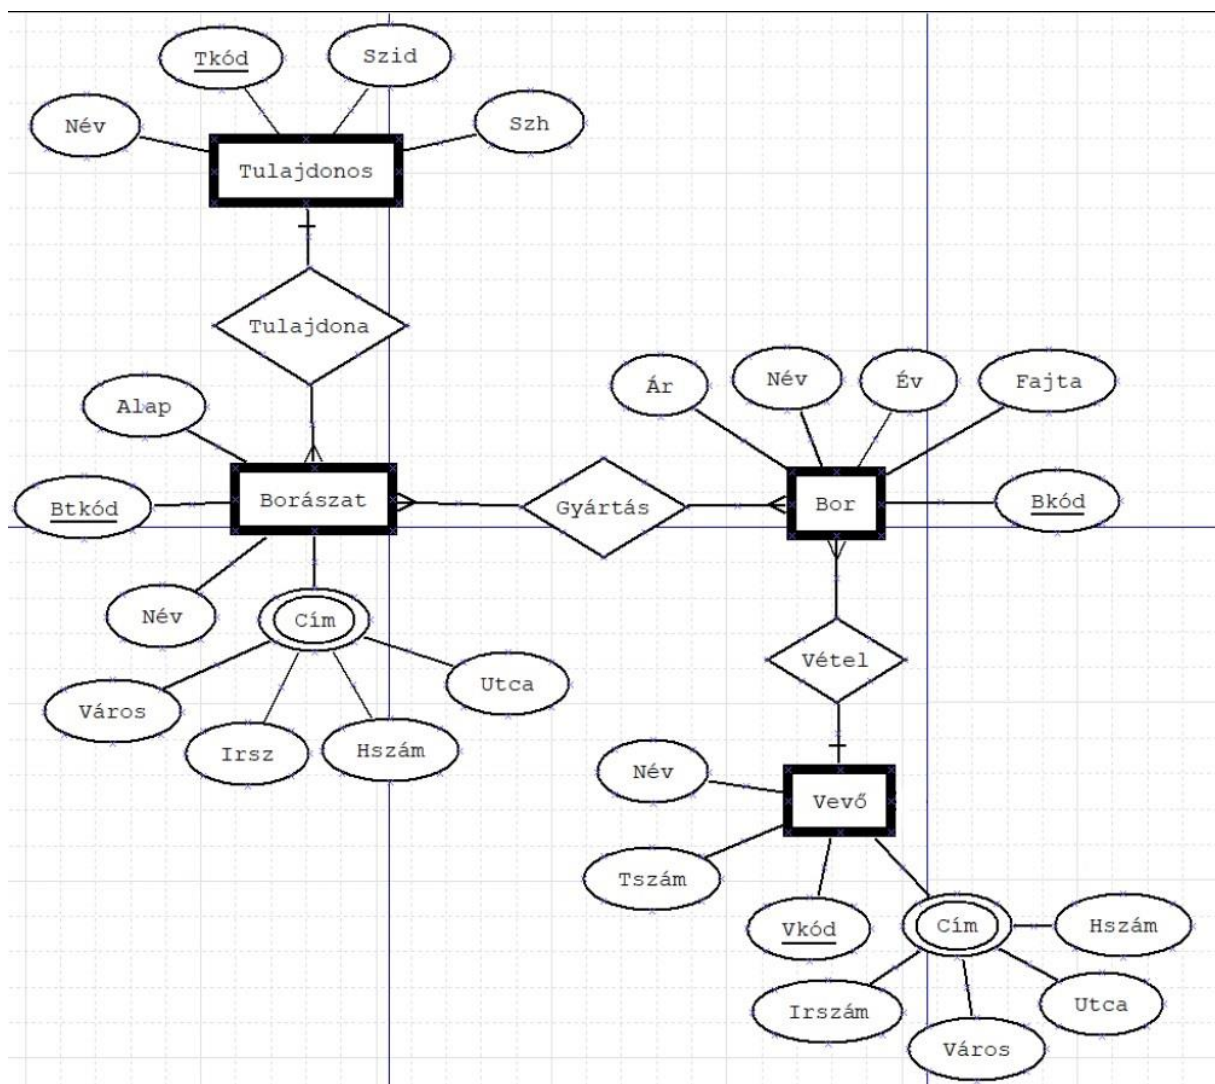 Tkód
Szid
Név
Szh
Tulajdonos
Tulajdona
Alap
Btkód
Borászat
Név
Cím
Város
Irsz
Hszám
Utca
Gyártás
Ár
Név
Év
Fajta
Bor
Bkód
Vétel
Név
Vevő
Tszám
Vkód
Cím
Hszám
Irszám
Utca
Város